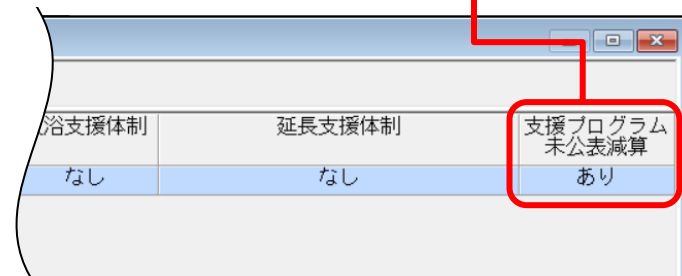 浴支援体制 延長支援体制 支援プログラム
未公表減算
なし なし あり